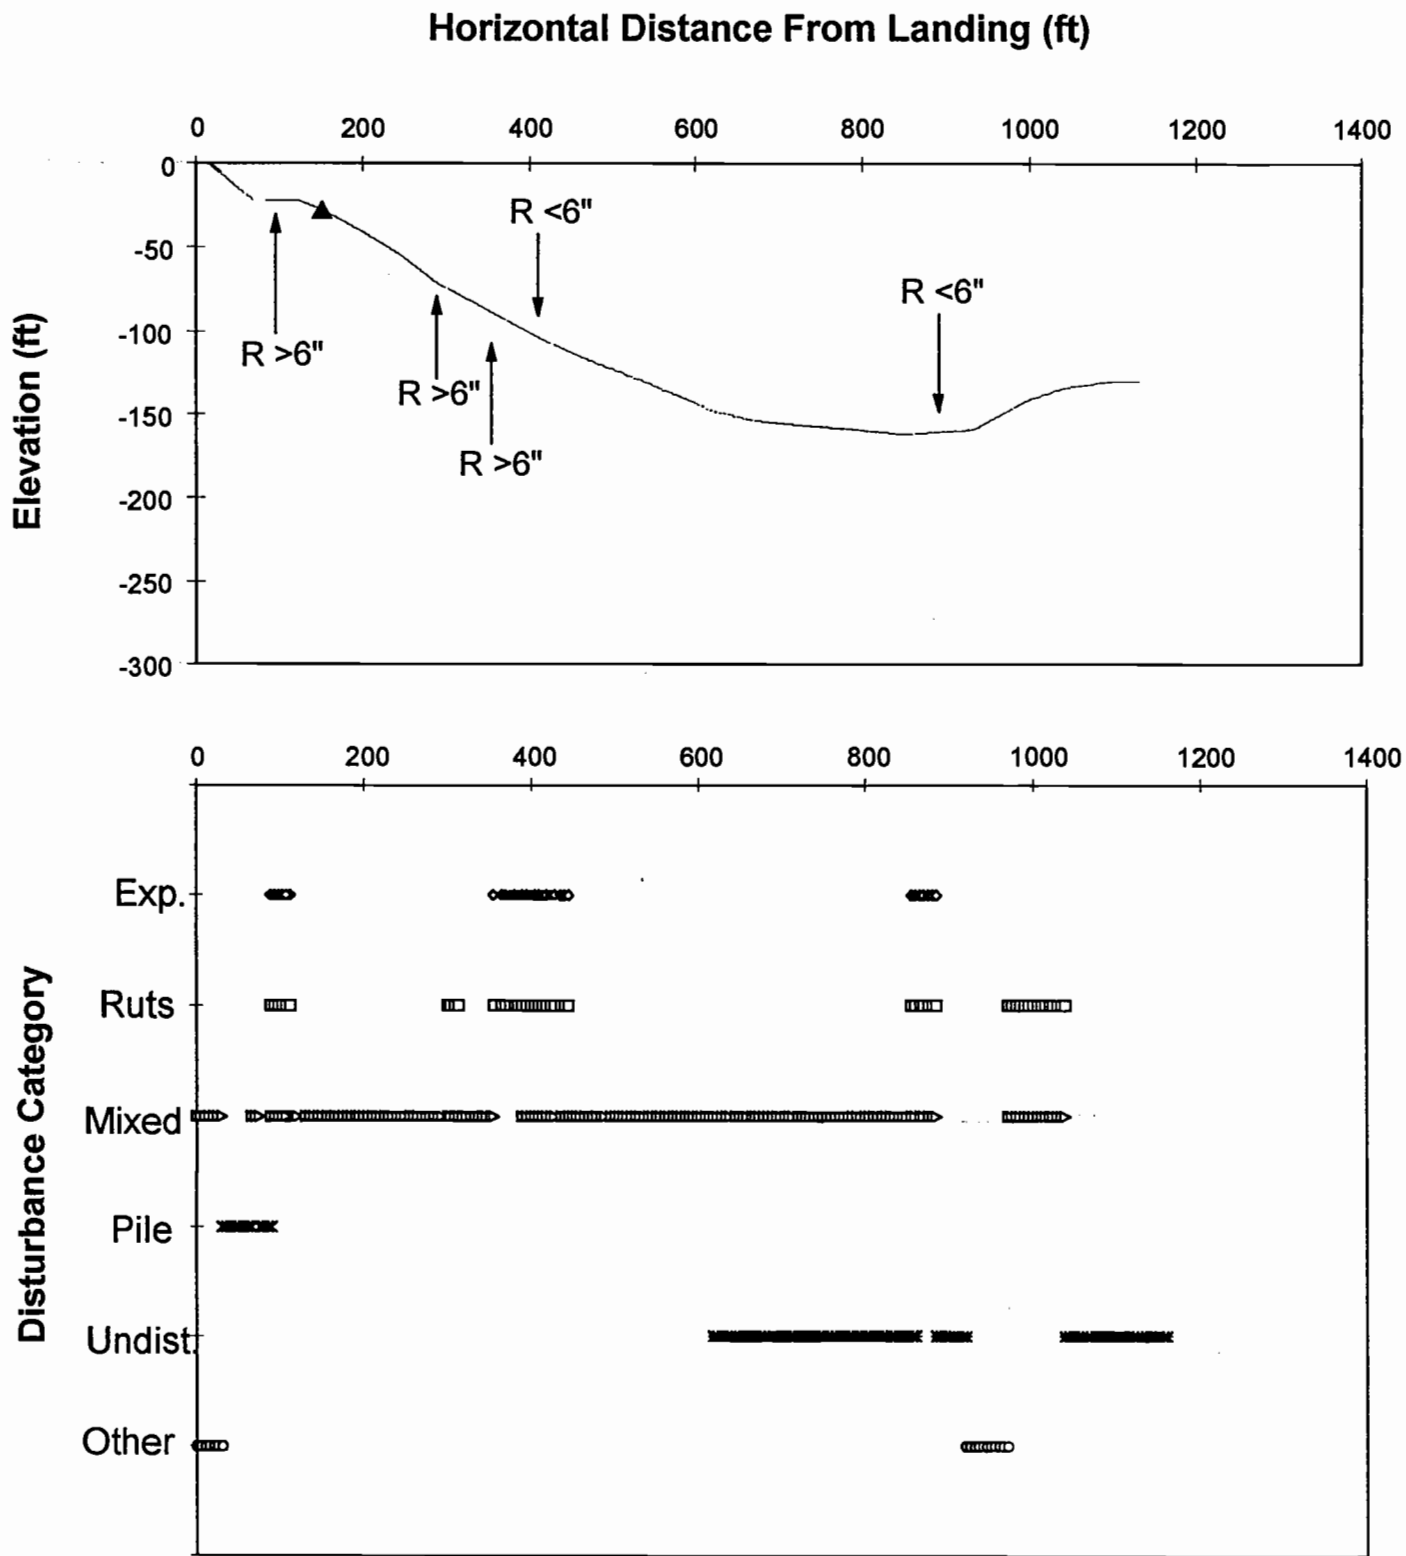 Horizontal Distance From Landing (ft)
0 200 400 600 800 1000 1200 1400
Elevation (ft)
0
-50
-100
-150
-200
-250
-300
R <6"
R <6"
R >6"
R >6"
R >6"
0 200 400 600 800 1000 1200 1400
Disturbance Category
Exp.
Ruts
Mixed
Pile
Undist.
Other